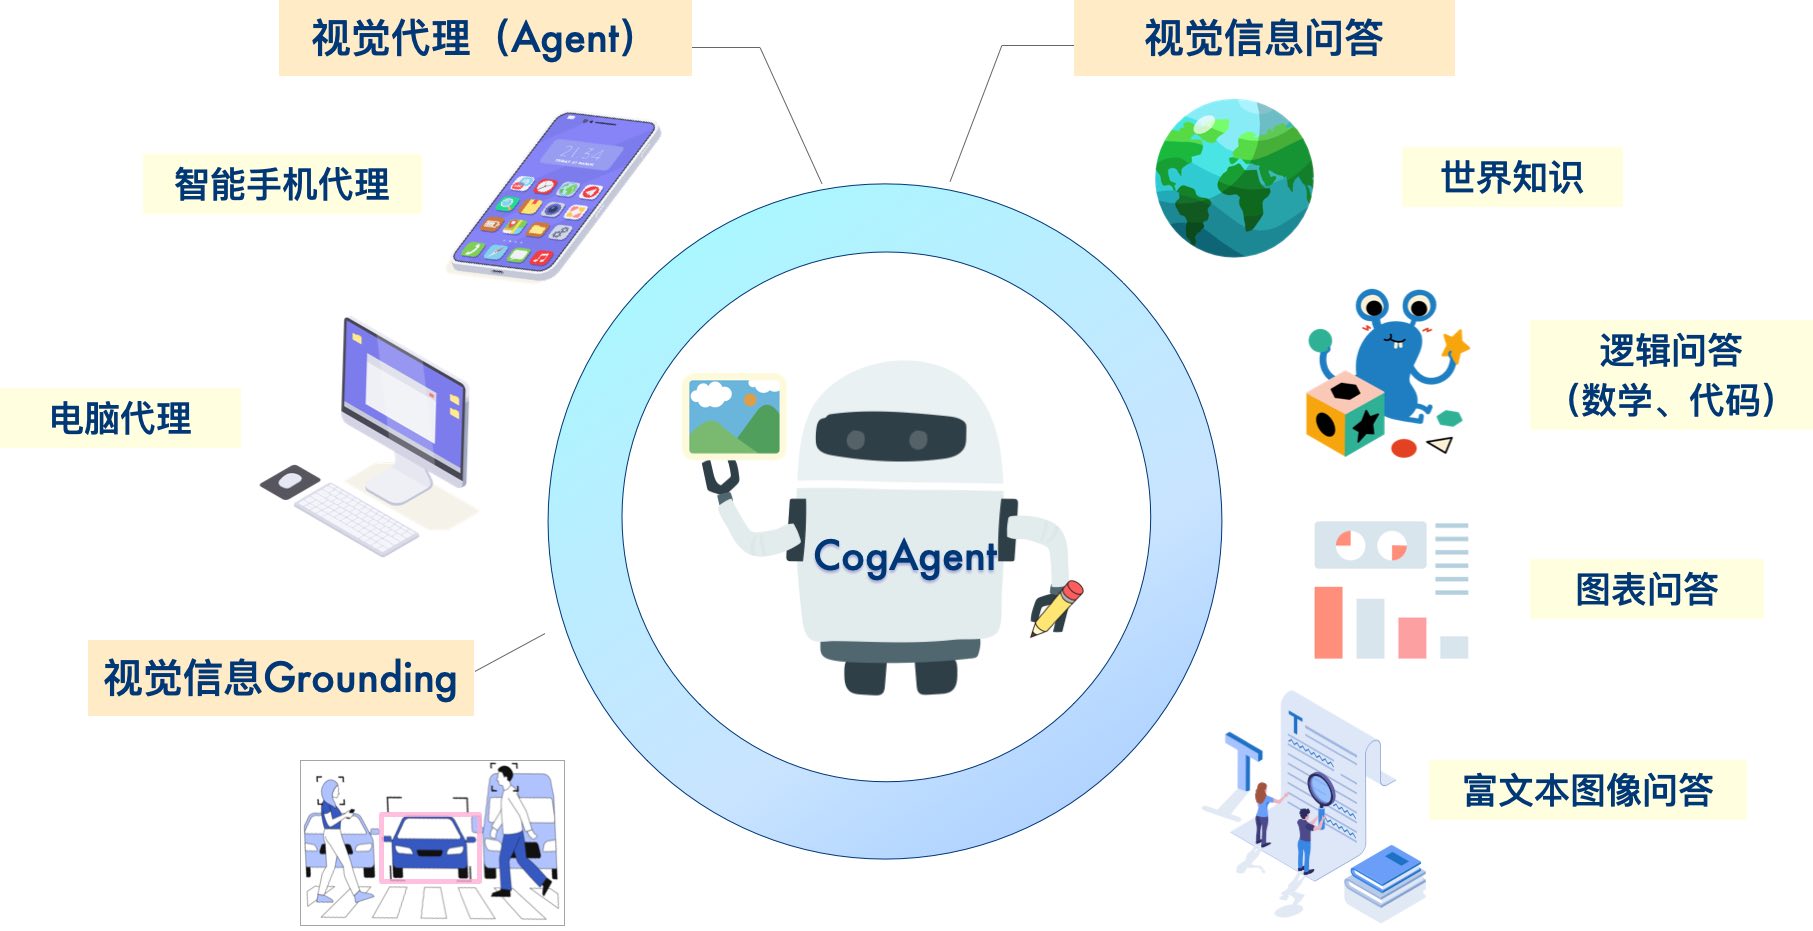 视觉代理（Agent）
智能手机代理
21:34
电脑代理
视觉信息Grounding
CogAgent
视觉信息问答
世界知识
逻辑问答
（数学、代码）
图表问答
T
T
富文本图像问答